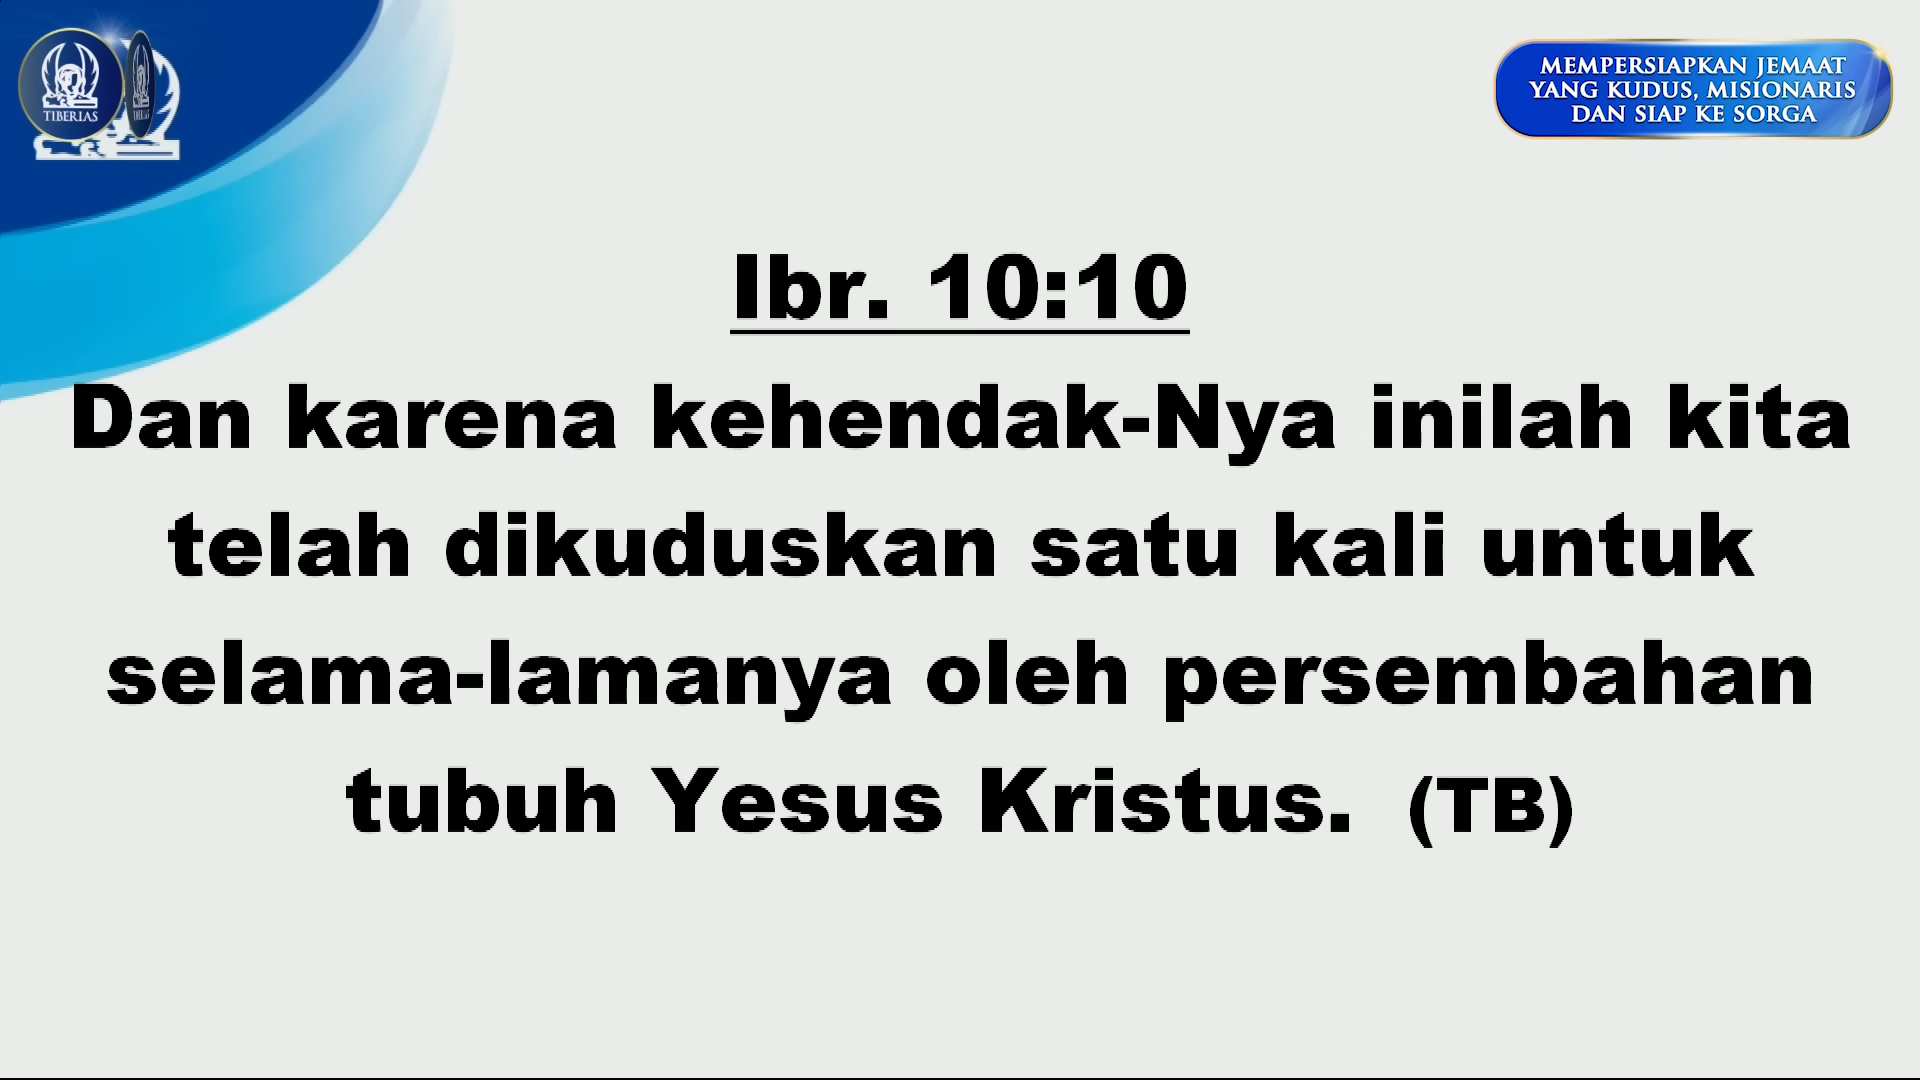 TIBERIAS
MEMPERSIAPKAN JEMAAT
YANG KUDUS, MISIONARIS
DAN SIAP KE SORGA
Ibr. 10:10
Dan karena kehendak-Nya inilah kita
telah dikuduskan satu kali untuk
selama-lamanya oleh persembahan
tubuh Yesus Kristus. (TB)